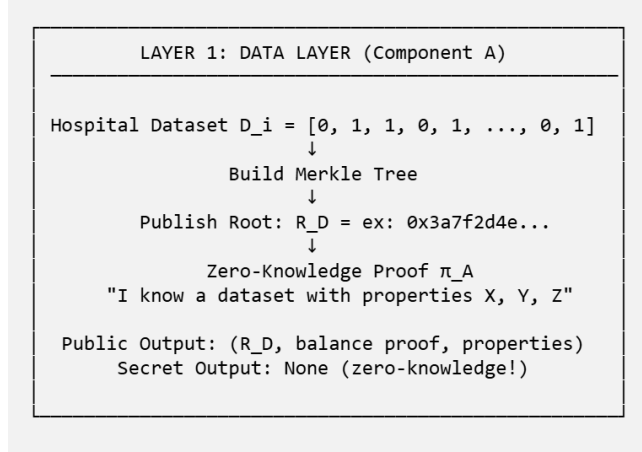 LAYER 1: DATA LAYER (Component A)
Hospital Dataset D_i = [0, 1, 1, 0, 1, ..., 0, 1]
↓
Build Merkle Tree
↓
Publish Root: R_D = ex: 0x3a7f2d4e...
↓
Zero-Knowledge Proof π_A
"I know a dataset with properties X, Y, Z"
Public Output: (R_D, balance proof, properties)
Secret Output: None (zero-knowledge!)